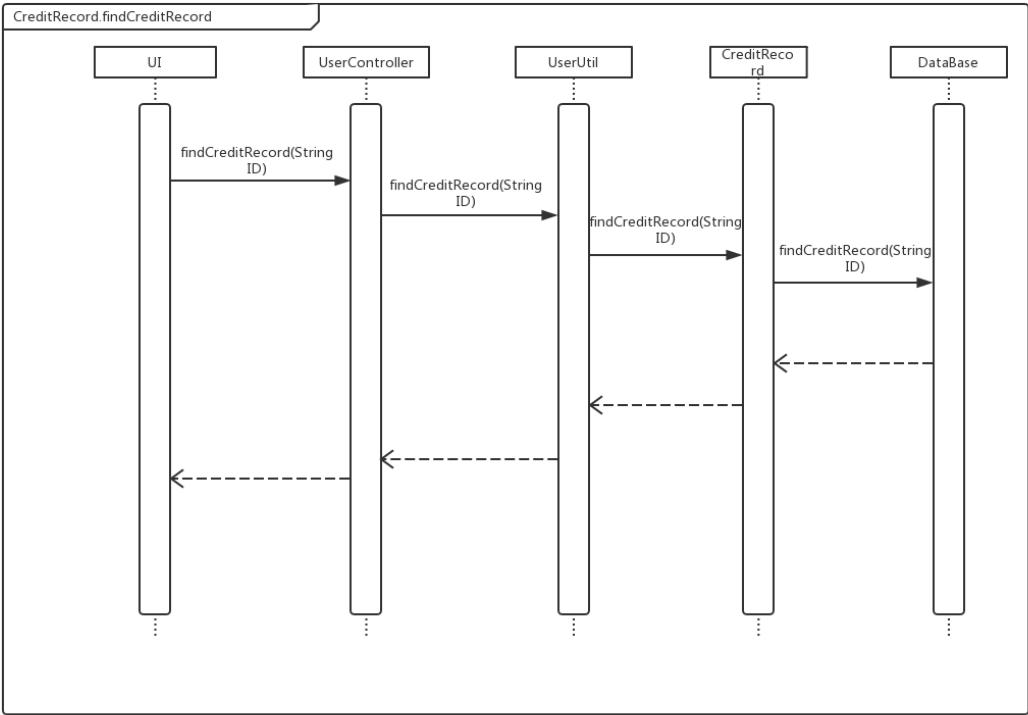 CreditRecord.findCreditRecord
UI
UserController
UserUtil
CreditReco
rd
DataBase
findCreditRecord(String
ID)
findCreditRecord(String
ID)
findCreditRecord(String
ID)
findCreditRecord(String
ID)